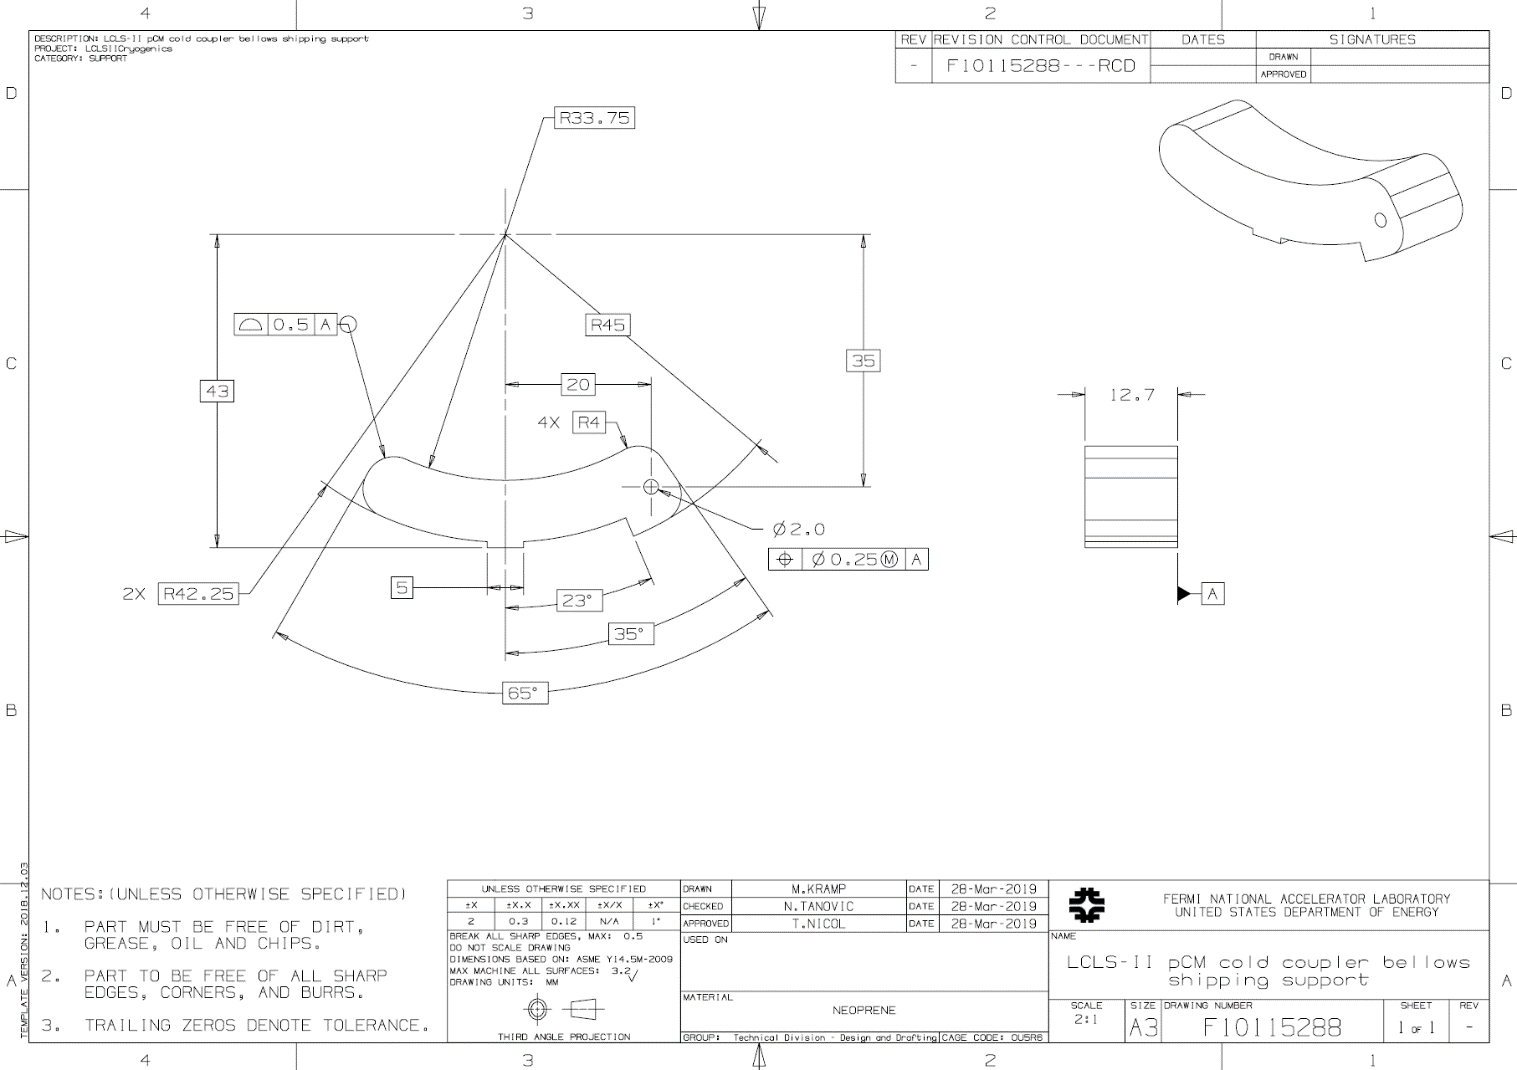 4 3 2 1
DESCRIPTION: LCLS-II pCM cold coupler bellows shipping support
PROJECT: LCLSIICryogenics
CATEGORY: SUPPORT
REV REVISION CONTROL DOCUMENT DATES SIGNATURES
- F10115288---RCD
DRAWN
APPROVED
D D
R33.75
0.5 A
R45
C C
43
20
35
12.7
4X R4
Ø2.0
Ø0.25 M A
2X R42.25
5
23°
A
35°
65°
B B
NOTES:(UNLESS OTHERWISE SPECIFIED)
1. PART MUST BE FREE OF DIRT,
GREASE, OIL AND CHIPS.
2. PART TO BE FREE OF ALL SHARP
EDGES, CORNERS, AND BURRS.
3. TRAILING ZEROS DENOTE TOLERANCE.
TEMPLATE VERSION: 2018.12.03
A A
UNLESS OTHERWISE SPECIFIED
±X ±X.X ±X.XX ±X/X ±X°
2 0.3 0.12 N/A 1°
BREAK ALL SHARP EDGES, MAX: 0.5
DO NOT SCALE DRAWING
DIMENSIONS BASED ON: ASME Y14.5M-2009
MAX MACHINE ALL SURFACES: 3.2
DRAWING UNITS: MM
THIRD ANGLE PROJECTION
DRAWN M.KRAMP DATE 28-Mar-2019
CHECKED N.TANOVIC DATE 28-Mar-2019
APPROVED T.NICOL DATE 28-Mar-2019
USED ON
MATERIAL
NEOPRENE
GROUP: Technical Division - Design and Drafting CAGE CODE: OU5R6
FERMI NATIONAL ACCELERATOR LABORATORY
UNITED STATES DEPARTMENT OF ENERGY
NAME
LCLS-II pCM cold coupler bellows
shipping support
SCALE SIZE DRAWING NUMBER SHEET REV
2:1 A3 F10115288 1 OF 1 -
4 3 2 1